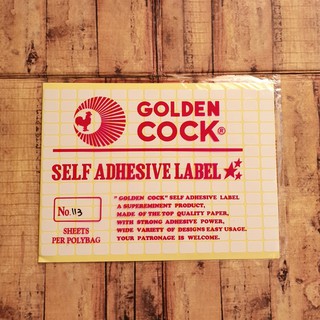 GOLDEN
COCK®
SELF ADHESIVE LABEL
No. 113
SHEETS
PER POLYBAG
"GOLDEN COCK" SELF ADHESIVE LABEL
A SUPEREMINENT PRODUCT,
MADE OF THE TOP QUALITY PAPER,
WITH STRONG ADHESIVE POWER,
WIDE VARIETY OF DESIGNS EASY USAGE.
YOUR PATRONAGE IS WELCOME.